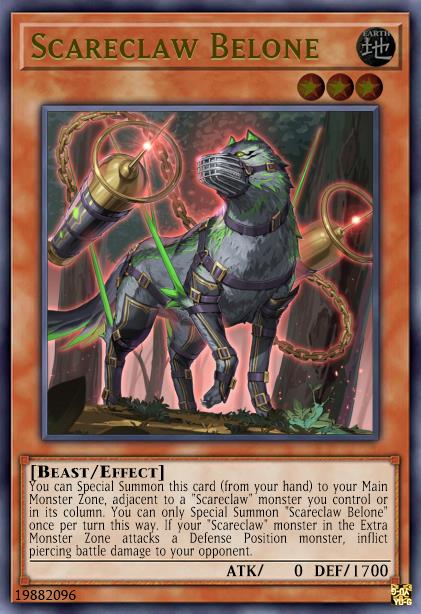 Scareclaw Belone
EARTH
地
[Beast/Effect]
You can Special Summon this card (from your hand) to your Main
Monster Zone, adjacent to a "Scareclaw" monster you control or
in its column. You can only Special Summon "Scareclaw Belone"
once per turn this way. If your "Scareclaw" monster in the Extra
Monster Zone attacks a Defense Position monster, inflict
piercing battle damage to your opponent.
ATK/ 0 DEF/1700
19882096